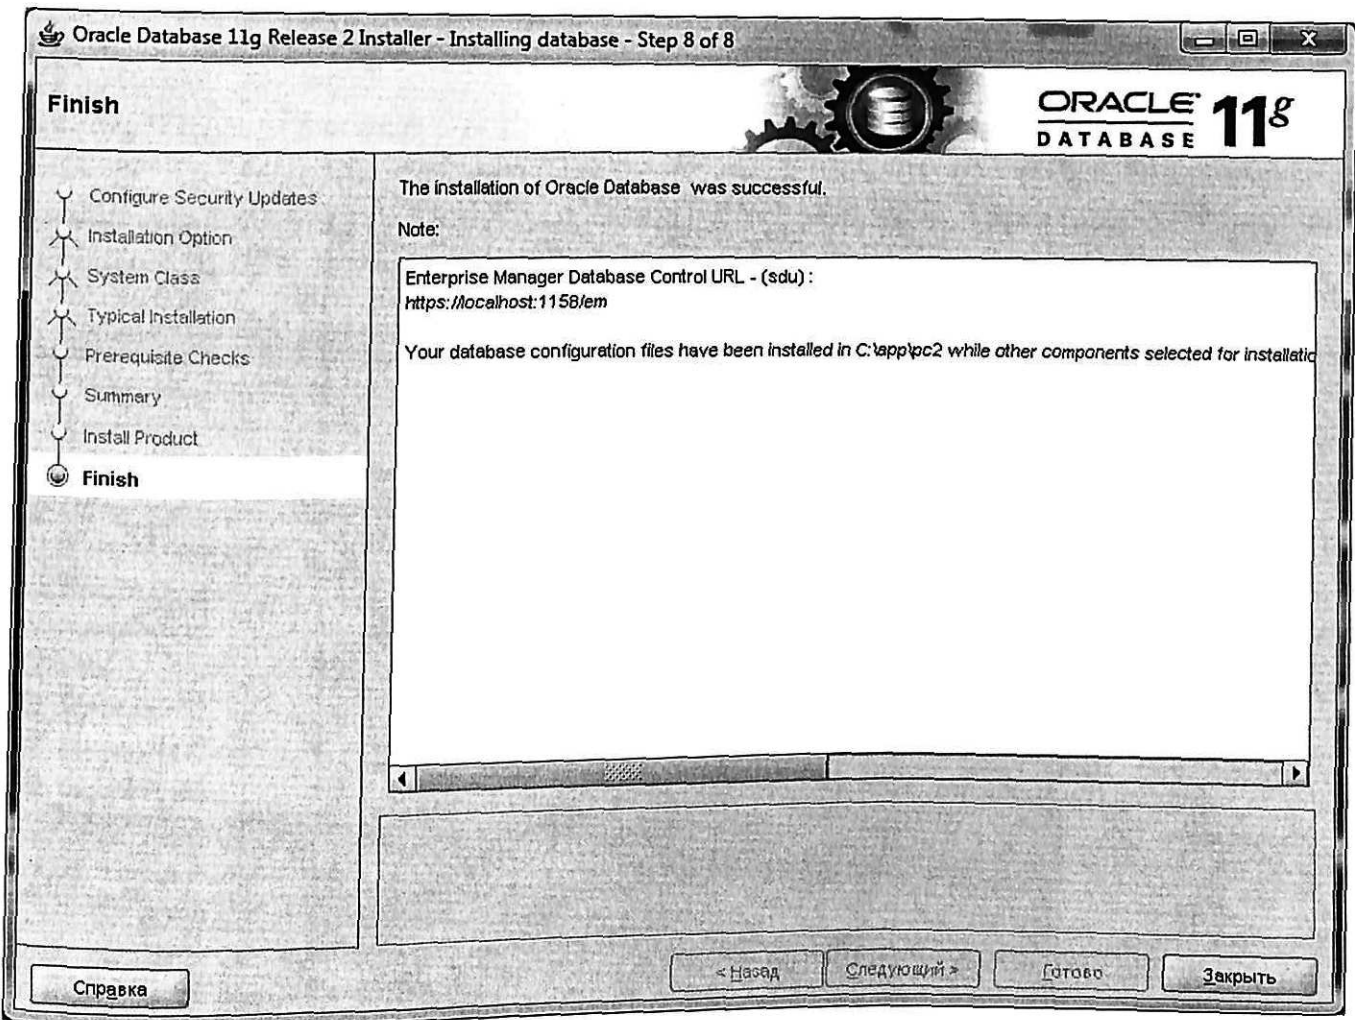 Oracle Database 11g Release 2 Installer - Installing database - Step 8 of 8
Finish
ORACLE 11g
DATABASE
Configure Security Updates
Installation Option
System Class
Typical Installation
Prerequisite Checks
Summary
Install Product
Finish
The installation of Oracle Database was successful.
Note:
Enterprise Manager Database Control URL - (sdu) :
https://localhost:1158/em
Your database configuration files have been installed in C:\app\pc2 while other components selected for installatic
Справка
< Назад
Следующий >
Готово
Закрыть